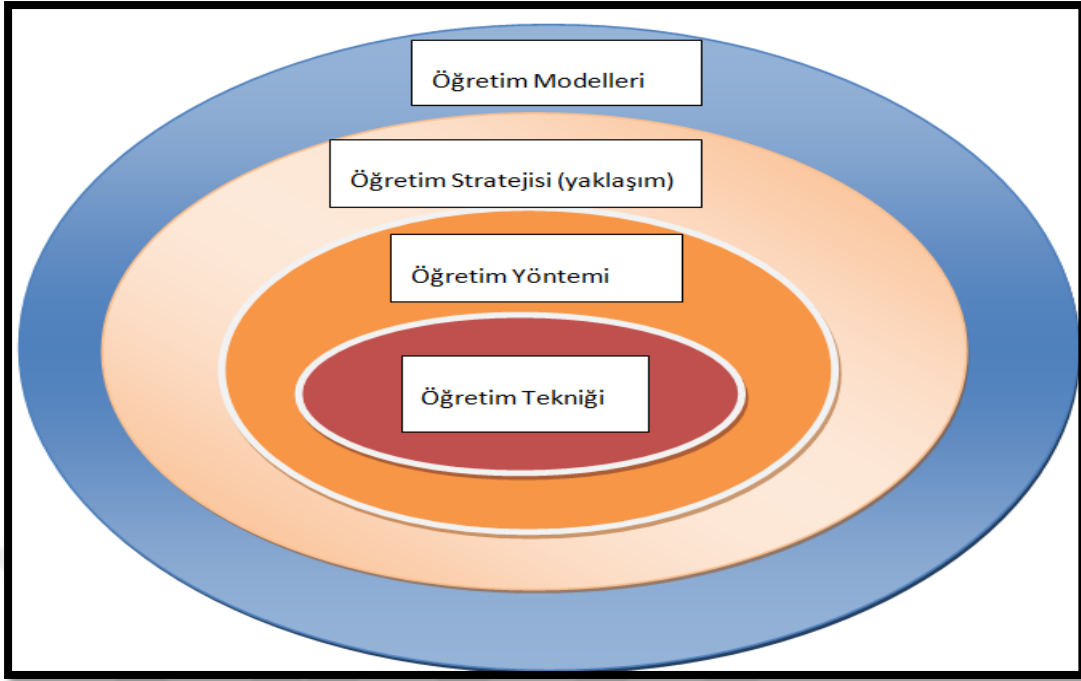 Öğretim Modelleri
Öğretim Stratejisi (yaklaşım)
Öğretim Yöntemi
Öğretim Tekniği